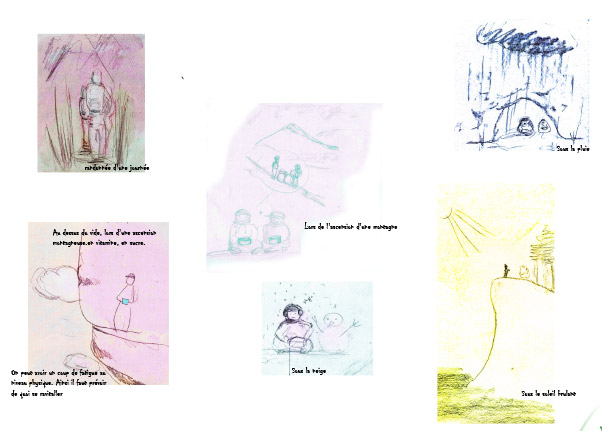 randonnée d'une journée
Sous la pluie
Lors de l'ascension d'une montagne
Au dessus du vide, lors d'une ascension
montagneuse.en vitamine, en sucre.
On peut avoir un coup de fatigue au
niveau physique. Ainsi il faut prévoir
de quoi se ravitailler
Sous la neige
Sous le soleil brulant